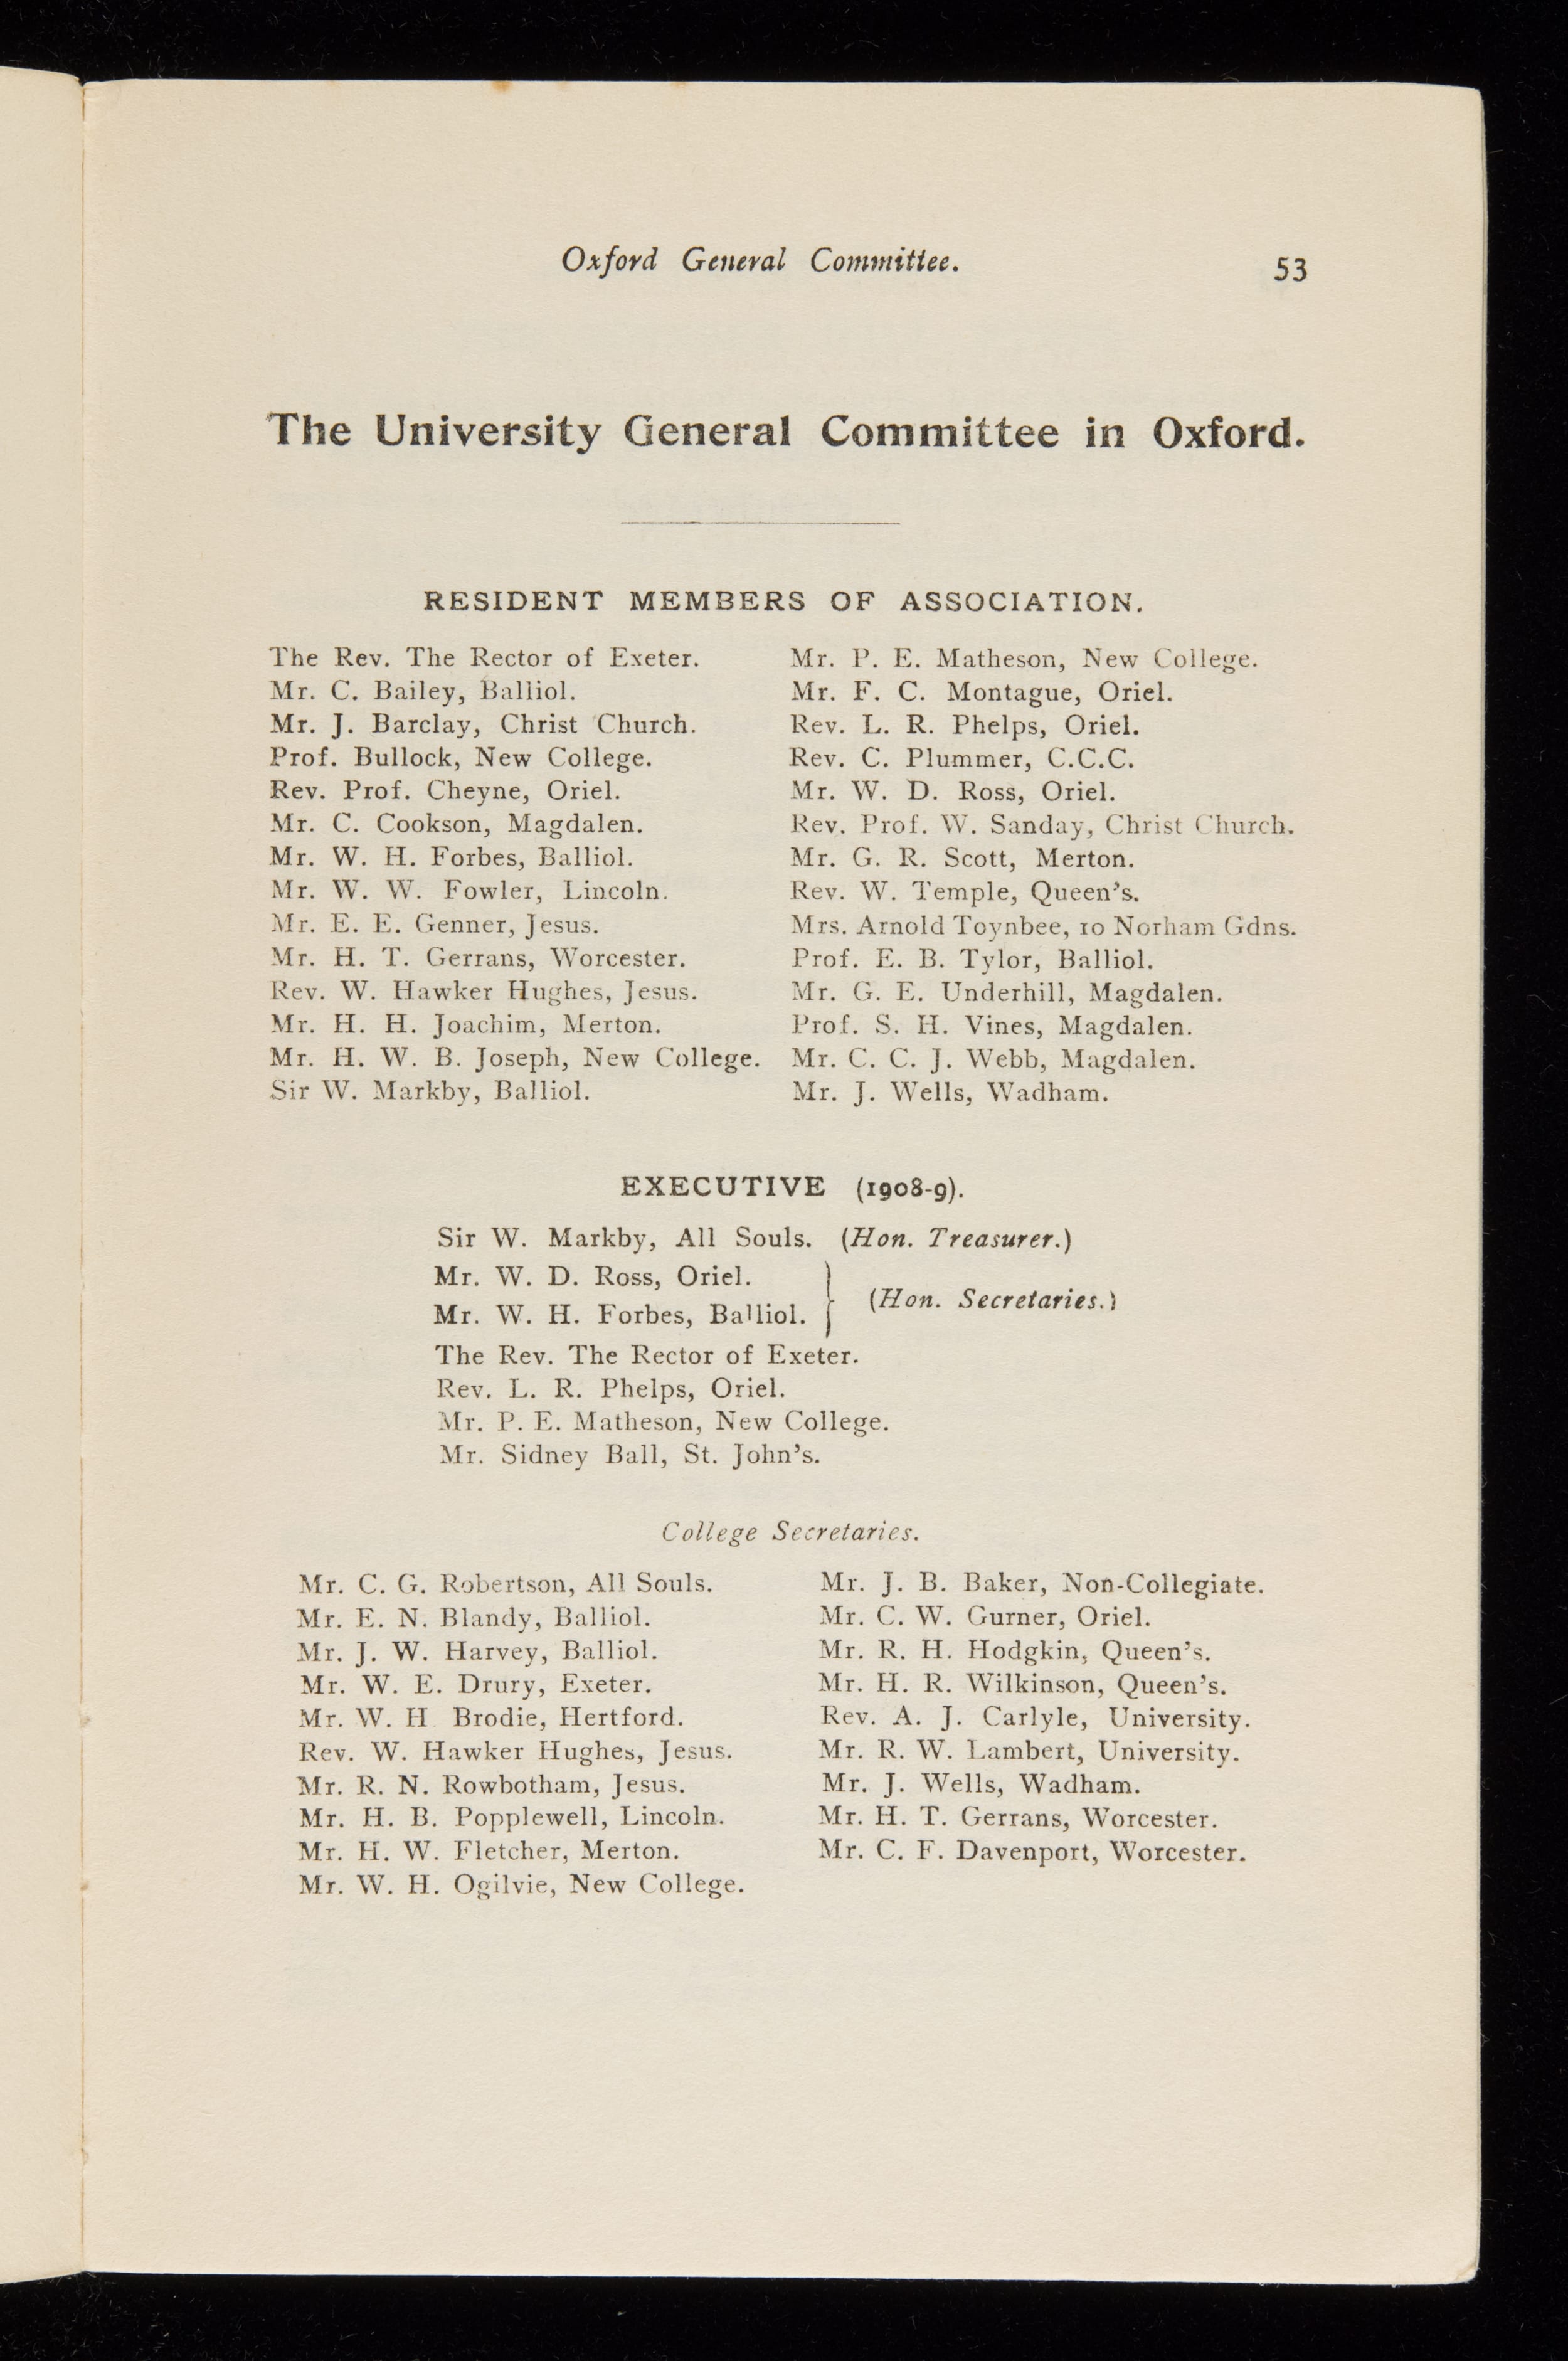 Oxford General Committee. 53
The University General Committee in Oxford.
RESIDENT MEMBERS OF ASSOCIATION.
The Rev. The Rector of Exeter.
Mr. C. Bailey, Balliol.
Mr. J. Barclay, Christ Church.
Prof. Bullock, New College.
Rev. Prof. Cheyne, Oriel.
Mr. C. Cookson, Magdalen.
Mr. W. H. Forbes, Balliol.
Mr. W. W. Fowler, Lincoln.
Mr. E. E. Genner, Jesus.
Mr. H. T. Gerrans, Worcester.
Rev. W. Hawker Hughes, Jesus.
Mr. H. H. Joachim, Merton.
Mr. H. W. B. Joseph, New College.
Sir W. Markby, Balliol.
Mr. P. E. Matheson, New College.
Mr. F. C. Montague, Oriel.
Rev. L. R. Phelps, Oriel.
Rev. C. Plummer, C.C.C.
Mr. W. D. Ross, Oriel.
Rev. Prof. W. Sanday, Christ Church.
Mr. G. R. Scott, Merton.
Rev. W. Temple, Queen's.
Mrs. Arnold Toynbee, 10 Norham Gdns.
Prof. E. B. Tylor, Balliol.
Mr. G. E. Underhill, Magdalen.
Prof. S. H. Vines, Magdalen.
Mr. C. C. J. Webb, Magdalen.
Mr. J. Wells, Wadham.
EXECUTIVE (1908-9).
Sir W. Markby, All Souls. (Hon. Treasurer.)
Mr. W. D. Ross, Oriel.
Mr. W. H. Forbes, Balliol.
(Hon. Secretaries.)
The Rev. The Rector of Exeter.
Rev. L. R. Phelps, Oriel.
Mr. P. E. Matheson, New College.
Mr. Sidney Ball, St. John's.
College Secretaries.
Mr. C. G. Robertson, All Souls.
Mr. E. N. Blandy, Balliol.
Mr. J. W. Harvey, Balliol.
Mr. W. E. Drury, Exeter.
Mr. W. H Brodie, Hertford.
Rev. W. Hawker Hughes, Jesus.
Mr. R. N. Rowbotham, Jesus.
Mr. H. B. Popplewell, Lincoln.
Mr. H. W. Fletcher, Merton.
Mr. W. H. Ogilvie, New College.
Mr. J. B. Baker, Non-Collegiate.
Mr. C. W. Gurner, Oriel.
Mr. R. H. Hodgkin, Queen's.
Mr. H. R. Wilkinson, Queen's.
Rev. A. J. Carlyle, University.
Mr. R. W. Lambert, University.
Mr. J. Wells, Wadham.
Mr. H. T. Gerrans, Worcester.
Mr. C. F. Davenport, Worcester.